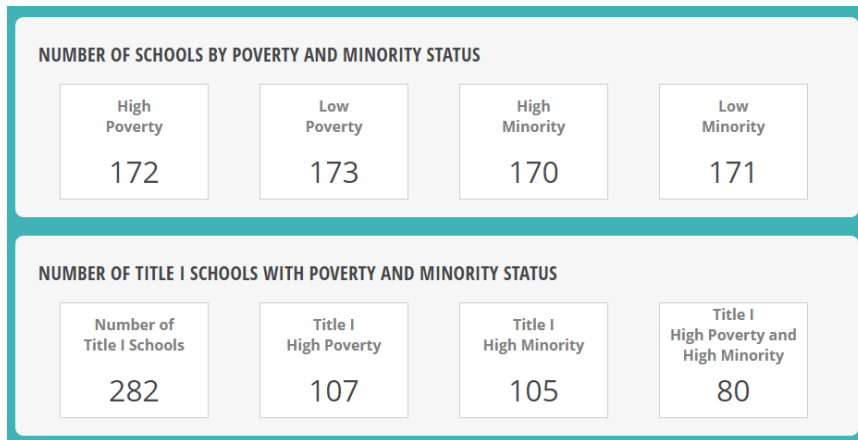 NUMBER OF SCHOOLS BY POVERTY AND MINORITY STATUS
High
Poverty
172
Low
Poverty
173
High
Minority
170
Low
Minority
171
NUMBER OF TITLE I SCHOOLS WITH POVERTY AND MINORITY STATUS
Number of
Title I Schools
282
Title I
High Poverty
107
Title I
High Minority
105
Title I
High Poverty and
High Minority
80